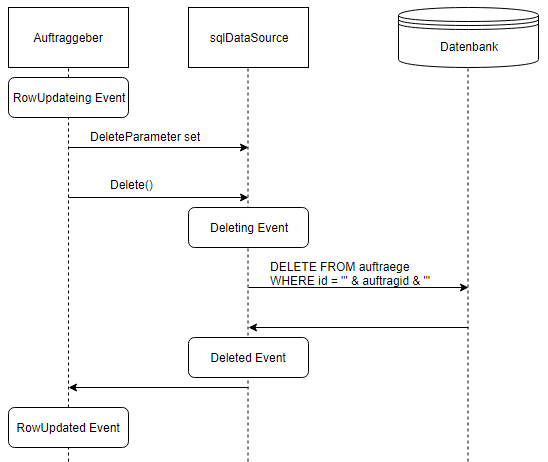 Auftraggeber
sqlDataSource
Datenbank
RowUpdateing Event
DeleteParameter set
Delete()
Deleting Event
DELETE FROM auftraege
WHERE id = '" & auftragid & "'
Deleted Event
RowUpdated Event